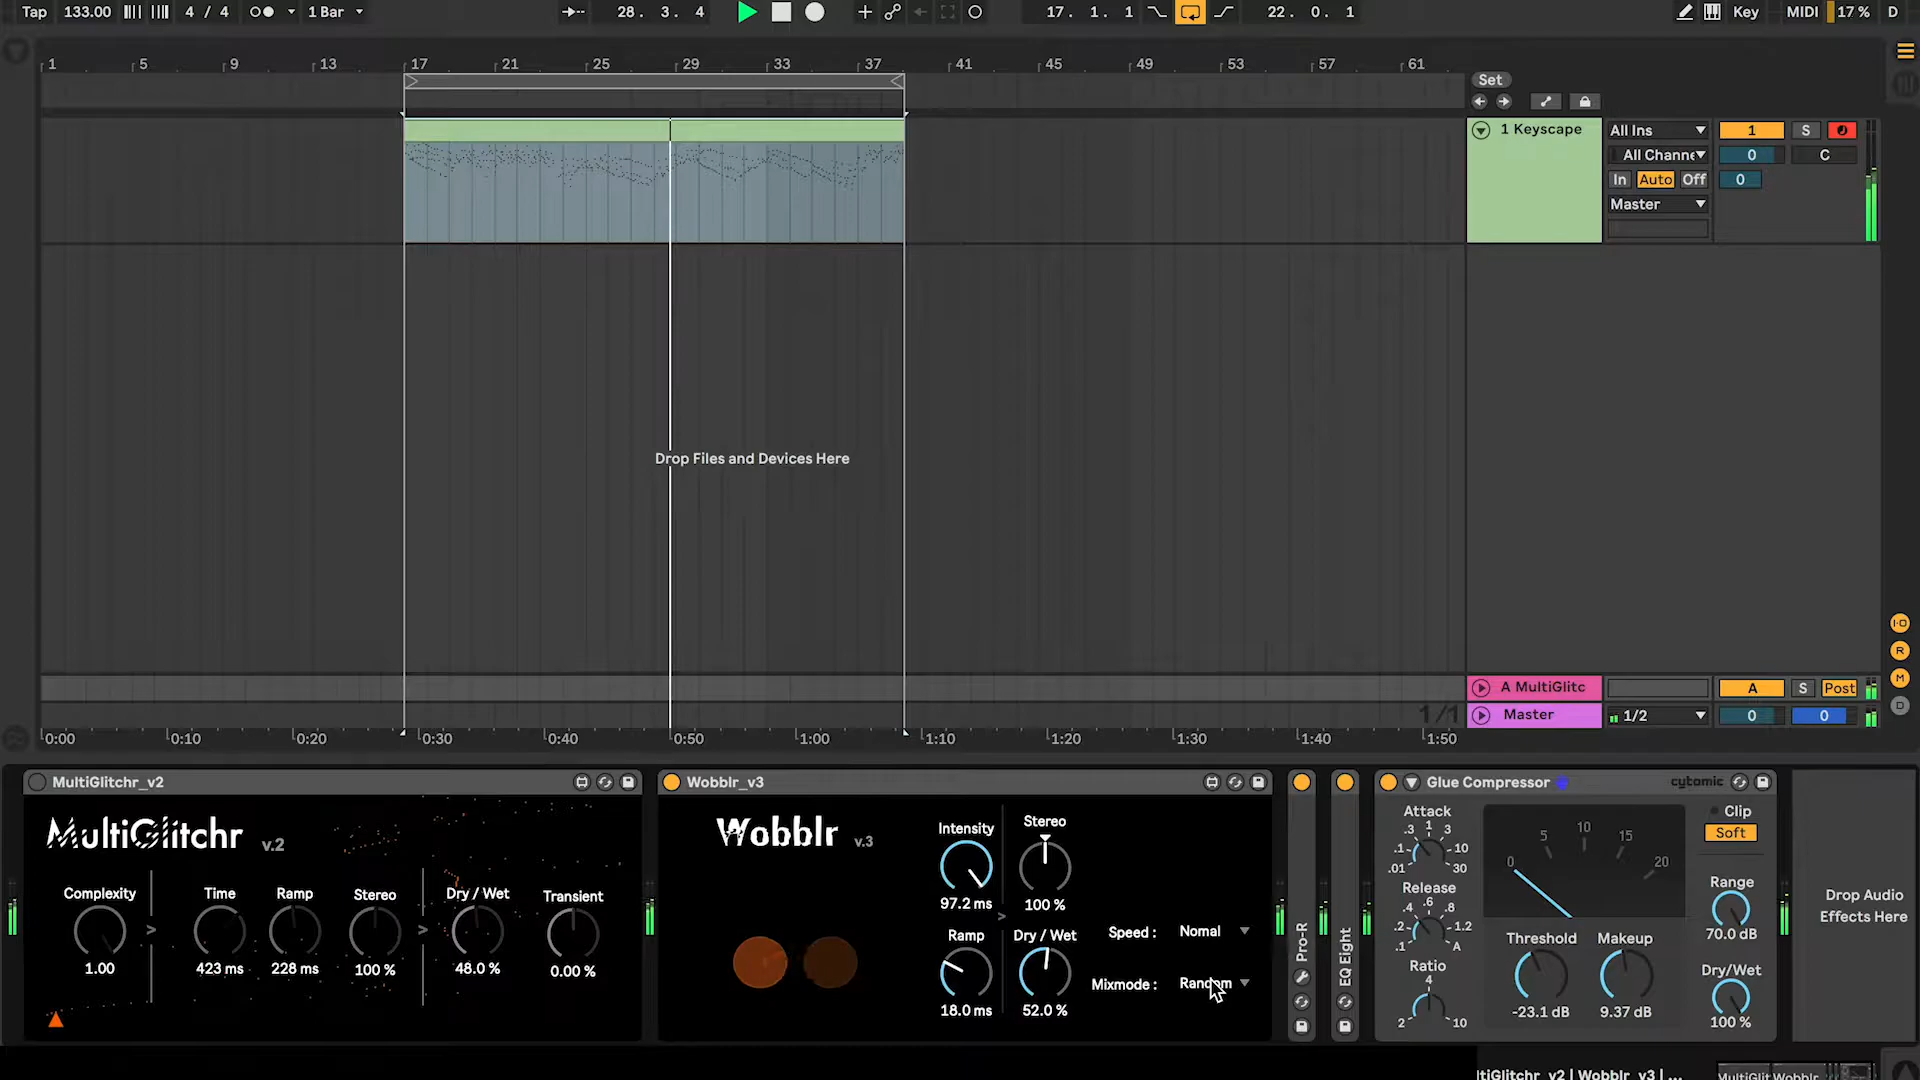 Tap 133.00 4 / 4 1 Bar 28. 3. 4 17. 1. 1 22. 0. 1 Key MIDI 17 % D
1 5 9 13 17 21 25 29 33 37 41 45 49 53 57 61
Set
1 Keyscape All Ins 1 S
All Channe 0 C
In Auto Off 0
Master
Drop Files and Devices Here
I·O
R
M
D
A MultiGlitc A S Post
1/1 Master 1/2 0 0
0:00 0:10 0:20 0:30 0:40 0:50 1:00 1:10 1:20 1:30 1:40 1:50
MultiGlitchr_v2
MultiGlitchr v.2
Complexity Time Ramp Stereo Dry / Wet Transient
> >
1.00 423 ms 228 ms 100 % 48.0 % 0.00 %
Wobblr_v3
Wobblr v.3
Intensity Stereo
97.2 ms 100 %
>
Ramp Dry / Wet
18.0 ms 52.0 %
Speed : Nomal
Mixmode : Random
Pro-R
EQ Eight
Glue Compressor cytomic
Attack
.01 .1 .3 1 3 10 30
Release
.1 .2 .4 .6 .8 1.2 A
Ratio
2 4 10
0 5 10 15 20
Threshold Makeup
-23.1 dB 9.37 dB
Clip
Soft
Range
70.0 dB
Dry/Wet
100 %
Drop Audio
Effects Here
tiGlitchr_v2 | Wobblr_v3 | ...
MultiGlit Wobblr_